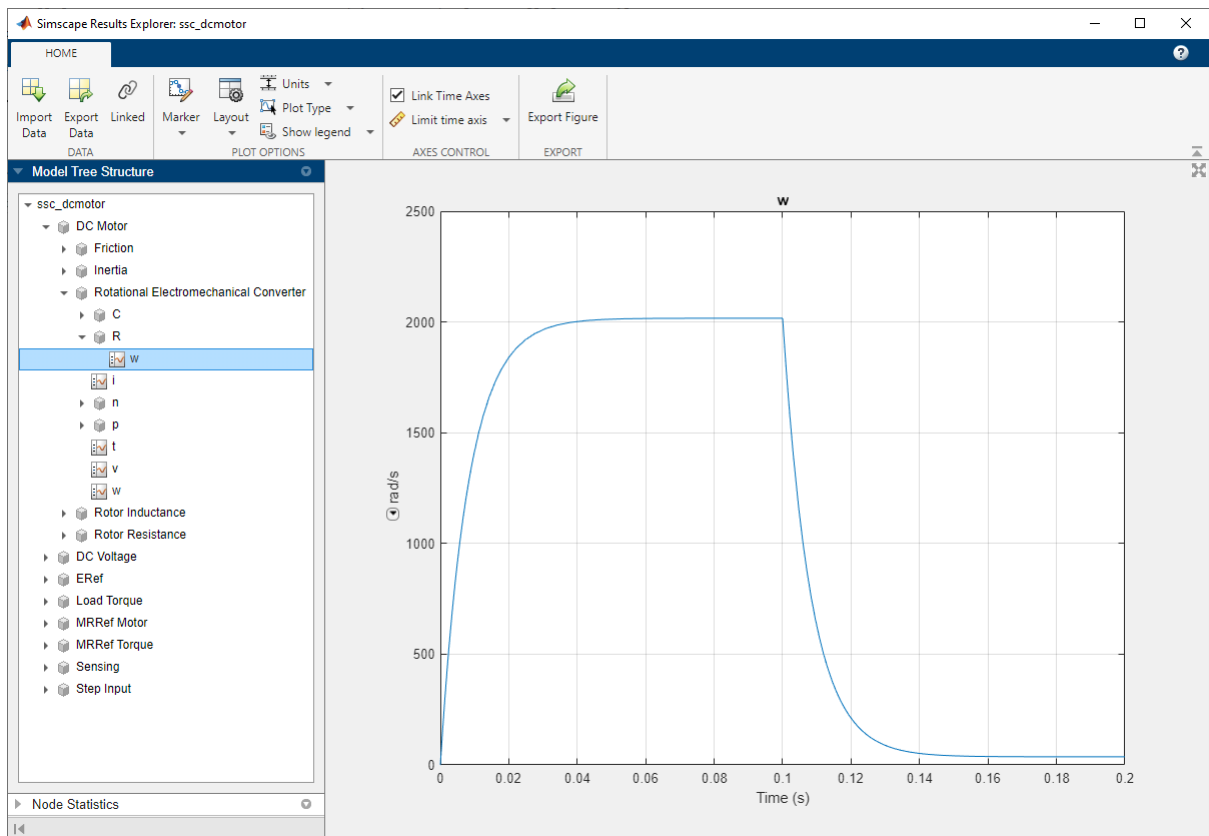 Simscape Results Explorer: ssc_dcmotor
HOME
?
Import Data
Export Data
Linked
DATA
Marker
Layout
Units
Plot Type
Show legend
PLOT OPTIONS
Link Time Axes
Limit time axis
AXES CONTROL
Export Figure
EXPORT
Model Tree Structure
ssc_dcmotor
DC Motor
Friction
Inertia
Rotational Electromechanical Converter
C
R
w
i
n
p
t
v
w
Rotor Inductance
Rotor Resistance
DC Voltage
ERef
Load Torque
MRRef Motor
MRRef Torque
Sensing
Step Input
Node Statistics
w
2500
2000
1500
1000
500
0
rad/s
0 0.02 0.04 0.06 0.08 0.1 0.12 0.14 0.16 0.18 0.2
Time (s)